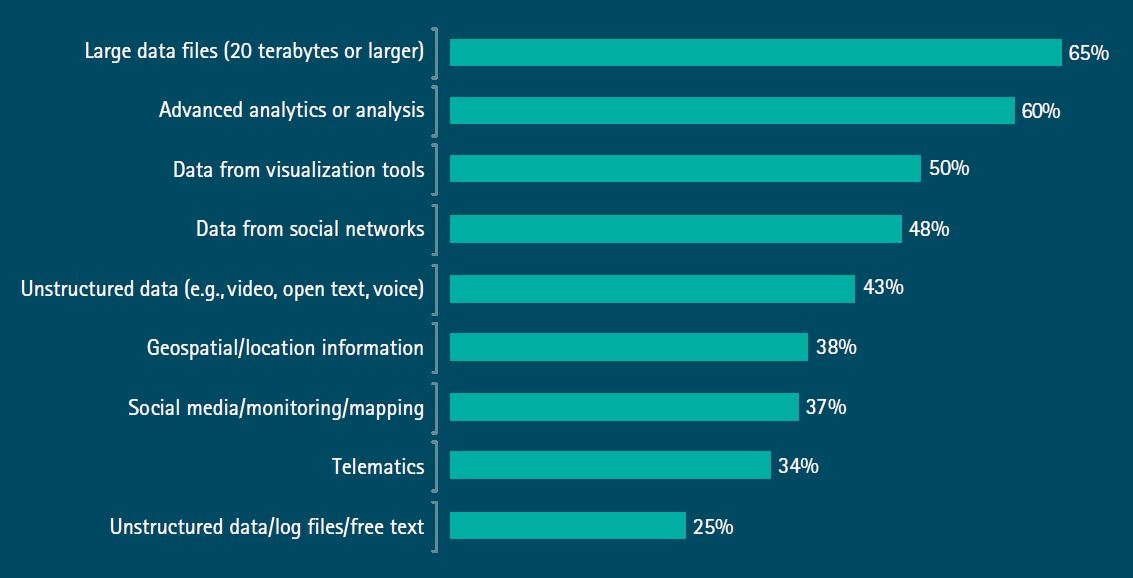 Large data files (20 terabytes or larger) 65%
Advanced analytics or analysis 60%
Data from visualization tools 50%
Data from social networks 48%
Unstructured data (e.g., video, open text, voice) 43%
Geospatial/location information 38%
Social media/monitoring/mapping 37%
Telematics 34%
Unstructured data/log files/free text 25%